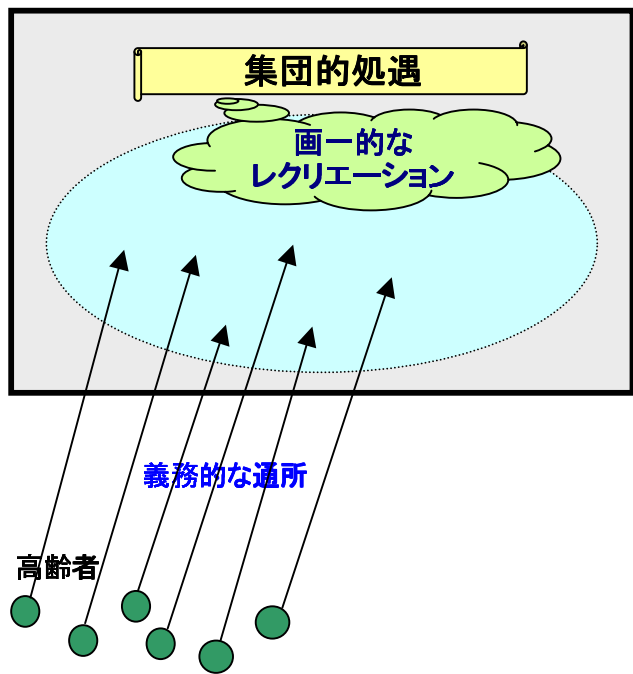 集団的処遇
画一的な
レクリエーション
義務的な通所
高齢者